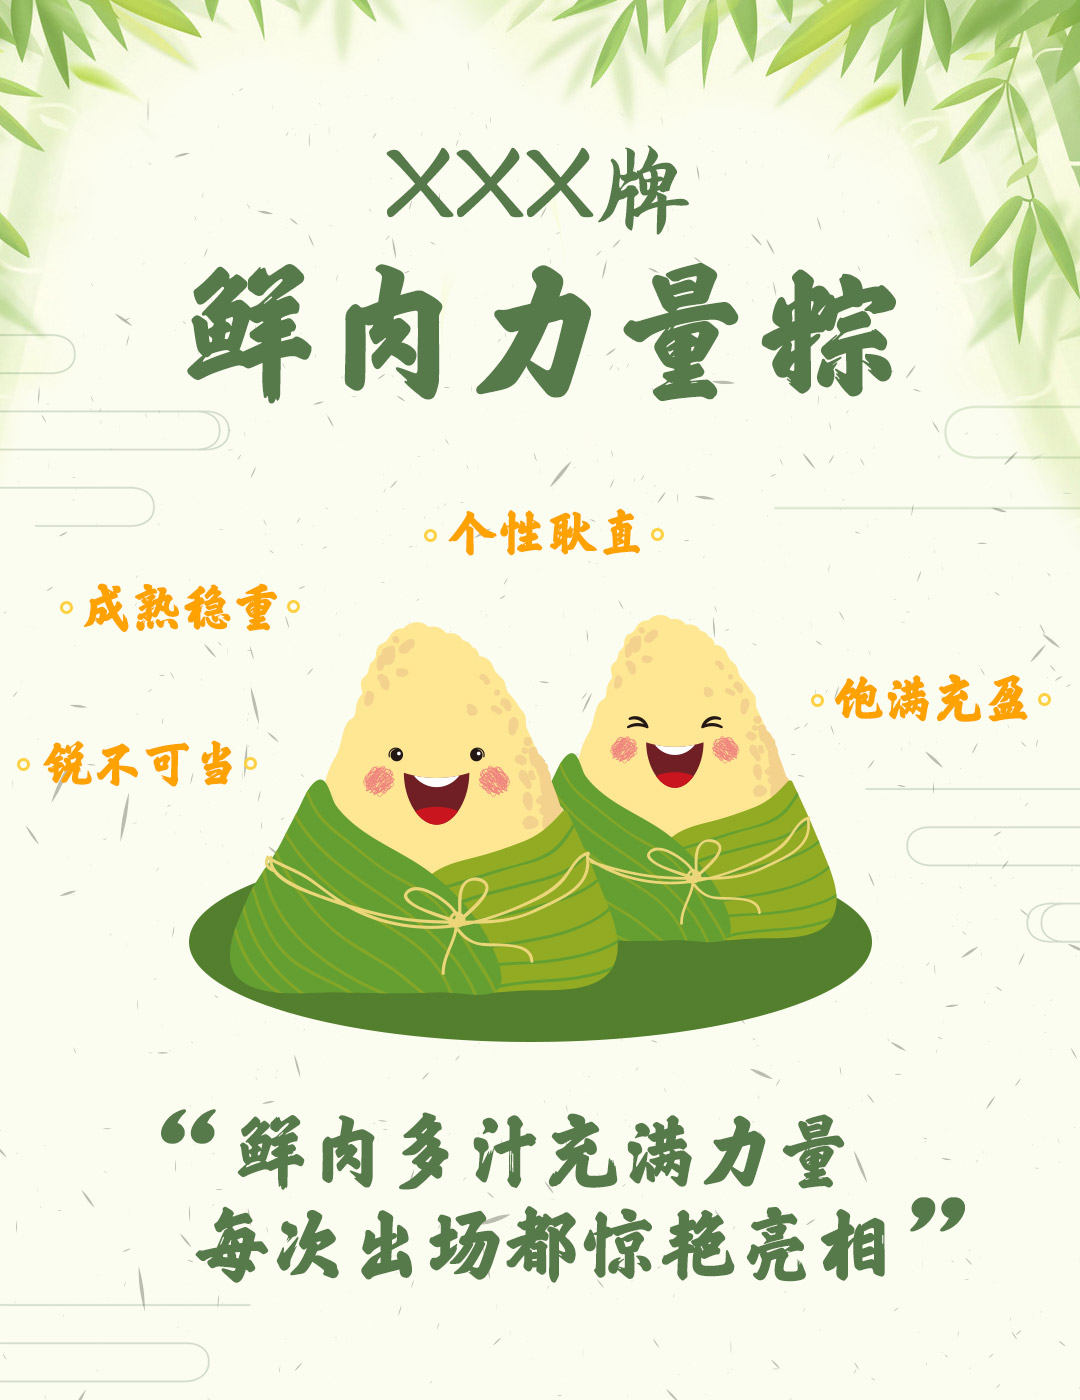 XXX牌
鲜肉力量粽
个性耿直
成熟稳重
饱满充盈
锐不可当
“鲜肉多汁充满力量
每次出场都惊艳亮相”